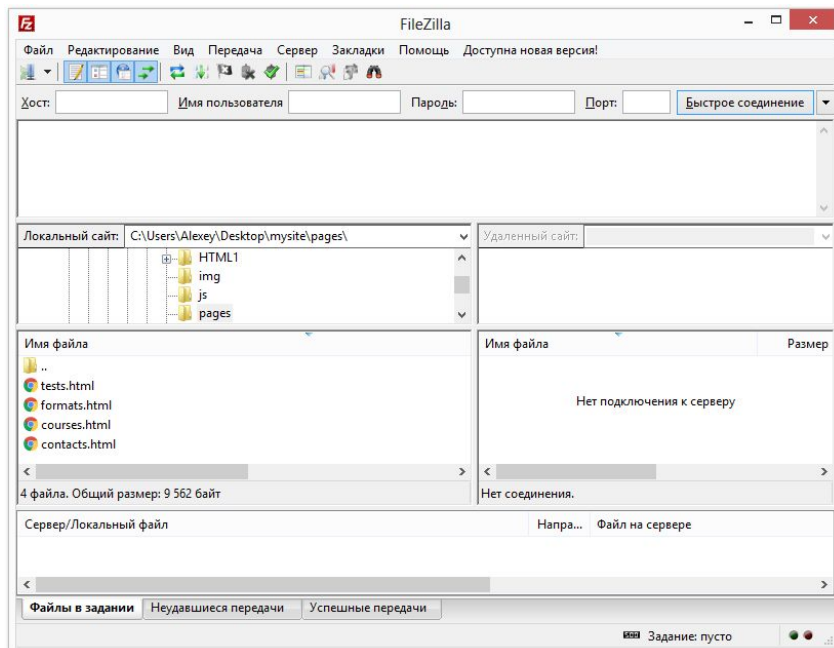 FileZilla
Файл Редактирование Вид Передача Сервер Закладки Помощь Доступна новая версия!
Хост: Имя пользователя Пароль: Порт: Быстрое соединение
Локальный сайт: C:\Users\Alexey\Desktop\mysite\pages\ Удаленный сайт:
HTML1
img
js
pages
Имя файла Имя файла Размер
..
tests.html
formats.html
courses.html
contacts.html
Нет подключения к серверу
4 файла. Общий размер: 9 562 байт Нет соединения.
Сервер/Локальный файл Напра... Файл на сервере
Файлы в задании Неудавшиеся передачи Успешные передачи
Задание: пусто